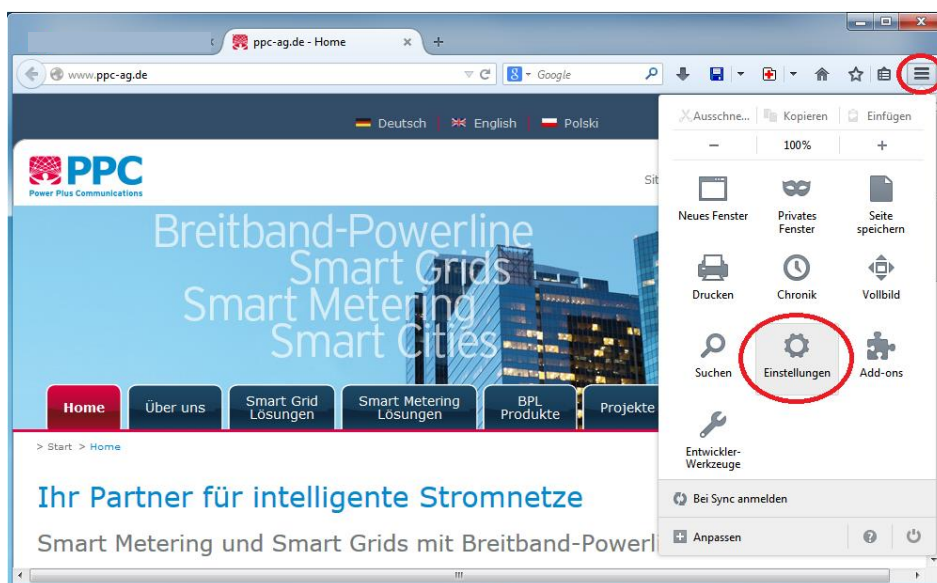 ppc-ag.de - Home
www.ppc-ag.de
Google
Deutsch English Polski
PPC
Power Plus Communications
Sit
Breitband-Powerline
Smart Grids
Smart Metering
Smart Cities
Home
Über uns
Smart Grid
Lösungen
Smart Metering
Lösungen
BPL
Produkte
Projekte
> Start > Home
Ihr Partner für intelligente Stromnetze
Smart Metering und Smart Grids mit Breitband-Powerli
Ausschne... Kopieren Einfügen
− 100% +
Neues Fenster
Privates
Fenster
Seite
speichern
Drucken
Chronik
Vollbild
Suchen
Einstellungen
Add-ons
Entwickler-
Werkzeuge
Bei Sync anmelden
Anpassen